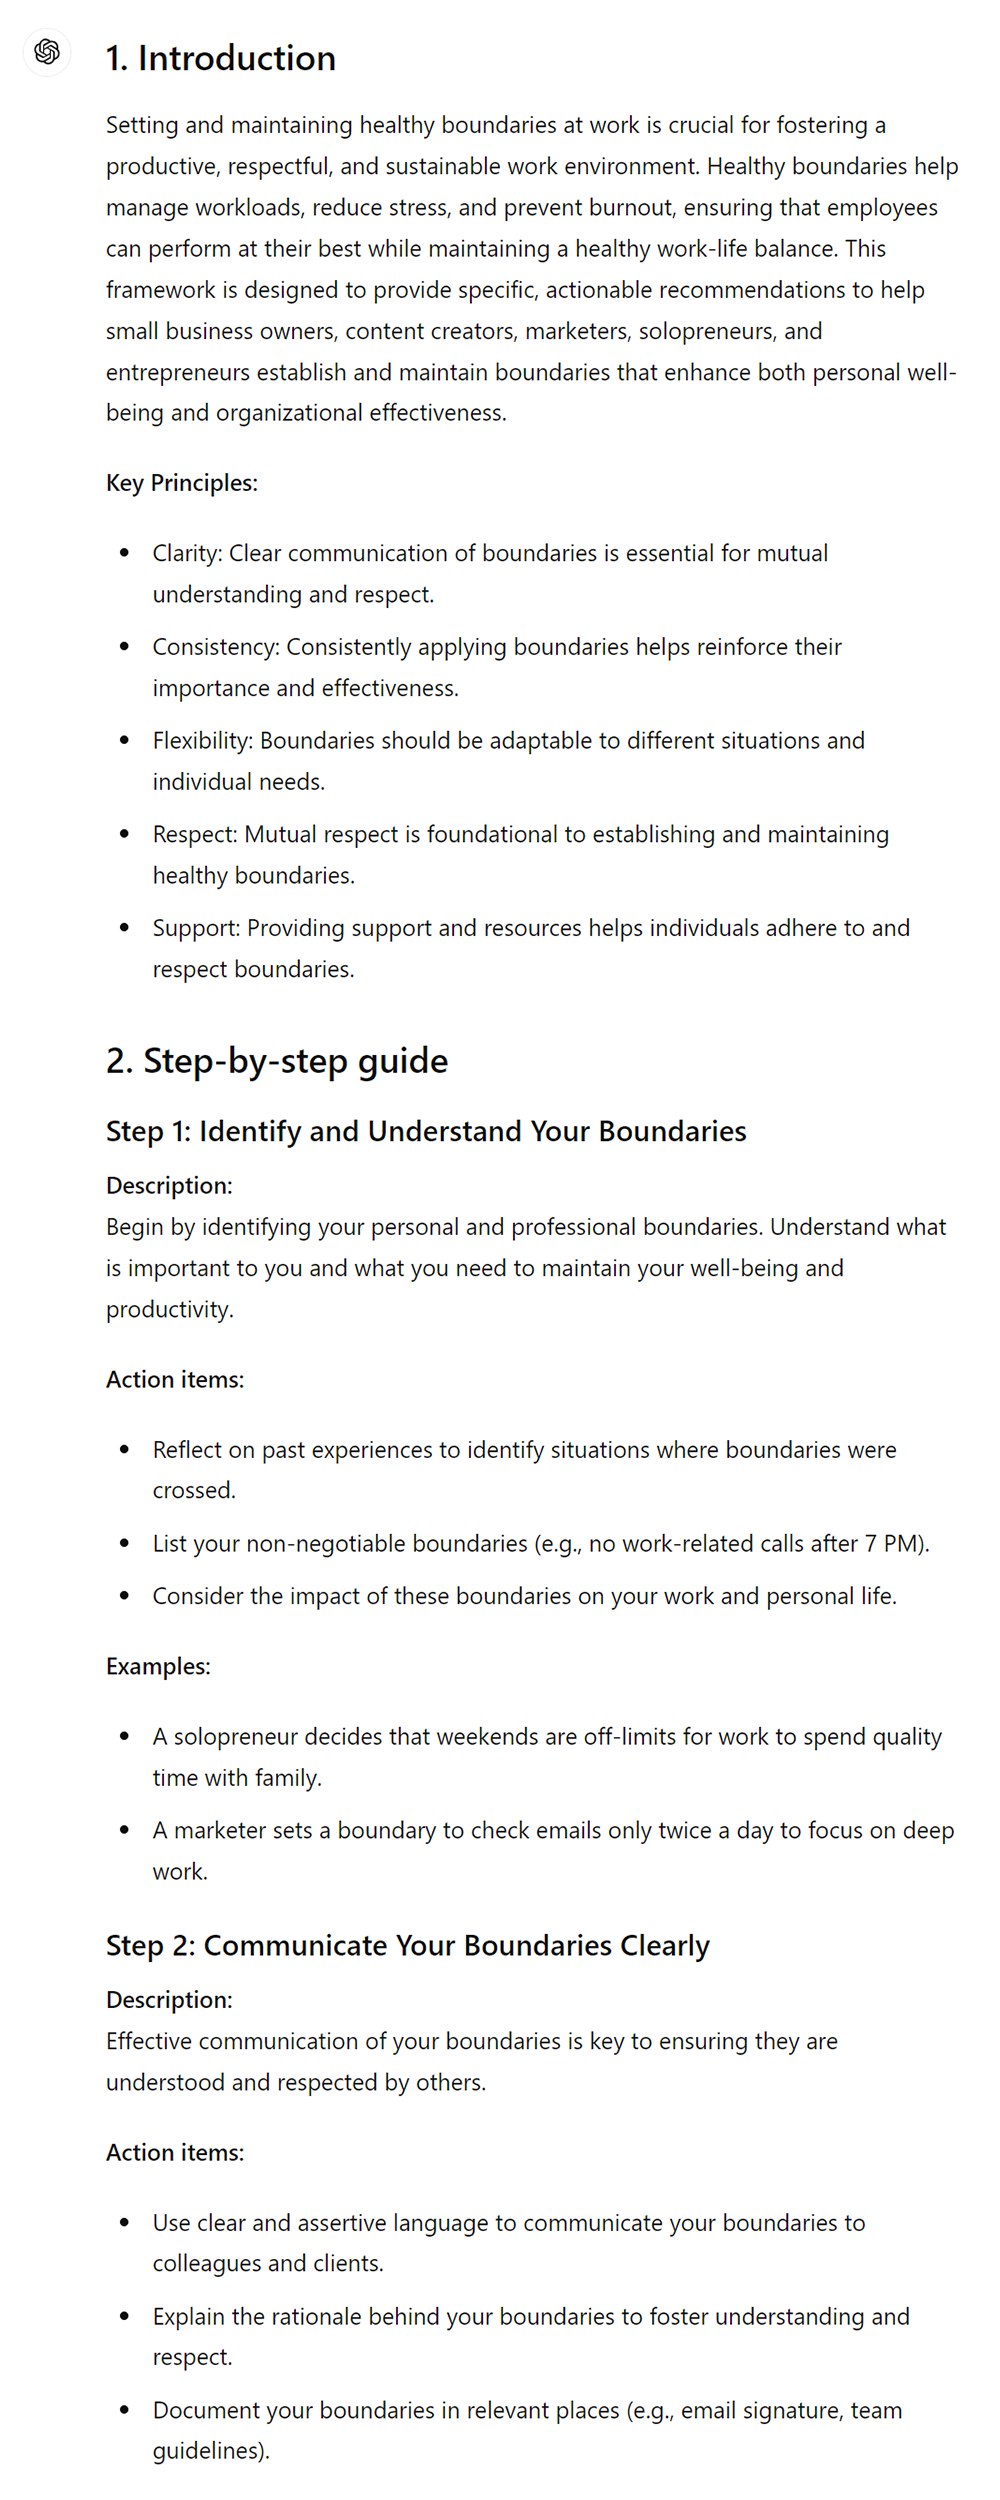 1. Introduction
Setting and maintaining healthy boundaries at work is crucial for fostering a
productive, respectful, and sustainable work environment. Healthy boundaries help
manage workloads, reduce stress, and prevent burnout, ensuring that employees
can perform at their best while maintaining a healthy work-life balance. This
framework is designed to provide specific, actionable recommendations to help
small business owners, content creators, marketers, solopreneurs, and
entrepreneurs establish and maintain boundaries that enhance both personal well-
being and organizational effectiveness.
Key Principles:
• Clarity: Clear communication of boundaries is essential for mutual
understanding and respect.
• Consistency: Consistently applying boundaries helps reinforce their
importance and effectiveness.
• Flexibility: Boundaries should be adaptable to different situations and
individual needs.
• Respect: Mutual respect is foundational to establishing and maintaining
healthy boundaries.
• Support: Providing support and resources helps individuals adhere to and
respect boundaries.
2. Step-by-step guide
Step 1: Identify and Understand Your Boundaries
Description:
Begin by identifying your personal and professional boundaries. Understand what
is important to you and what you need to maintain your well-being and
productivity.
Action items:
• Reflect on past experiences to identify situations where boundaries were
crossed.
• List your non-negotiable boundaries (e.g., no work-related calls after 7 PM).
• Consider the impact of these boundaries on your work and personal life.
Examples:
• A solopreneur decides that weekends are off-limits for work to spend quality
time with family.
• A marketer sets a boundary to check emails only twice a day to focus on deep
work.
Step 2: Communicate Your Boundaries Clearly
Description:
Effective communication of your boundaries is key to ensuring they are
understood and respected by others.
Action items:
• Use clear and assertive language to communicate your boundaries to
colleagues and clients.
• Explain the rationale behind your boundaries to foster understanding and
respect.
• Document your boundaries in relevant places (e.g., email signature, team
guidelines).